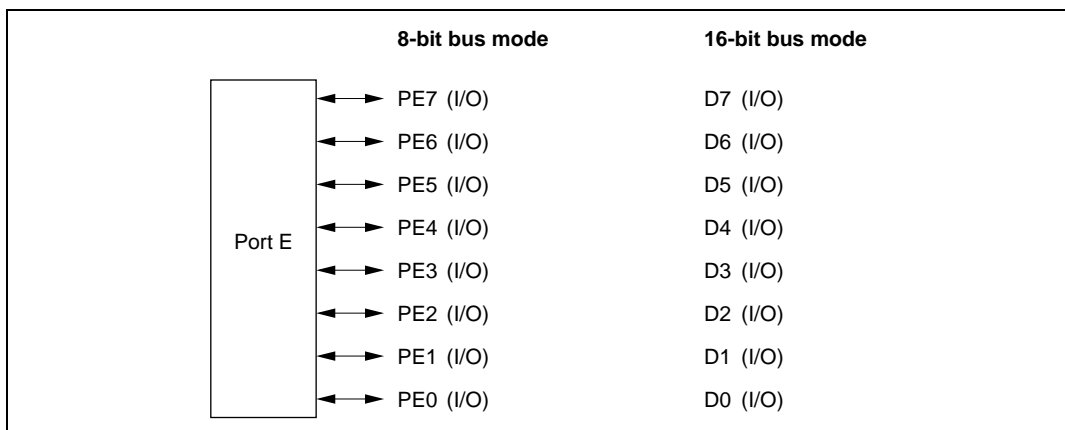 8-bit bus mode 16-bit bus mode
PE7 (I/O) D7 (I/O)
PE6 (I/O) D6 (I/O)
PE5 (I/O) D5 (I/O)
PE4 (I/O) D4 (I/O)
Port E
PE3 (I/O) D3 (I/O)
PE2 (I/O) D2 (I/O)
PE1 (I/O) D1 (I/O)
PE0 (I/O) D0 (I/O)